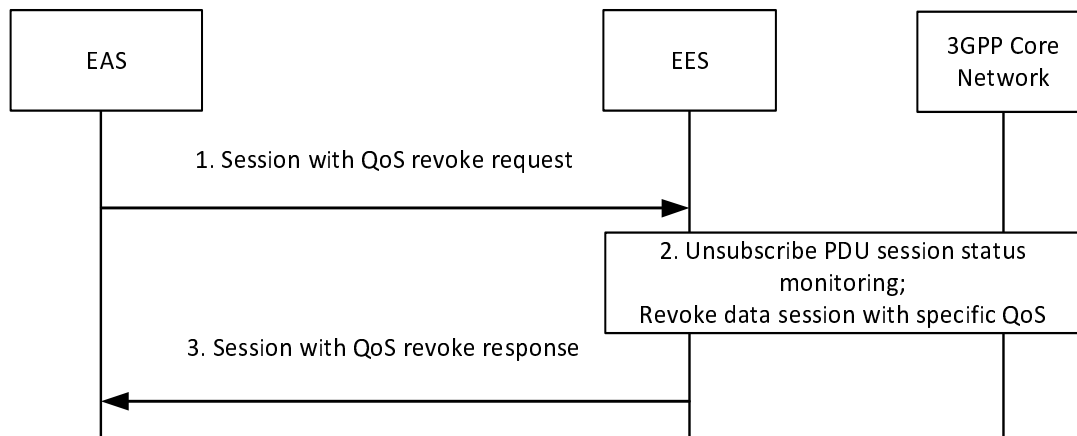 EAS
EES
3GPP Core
Network
1. Session with QoS revoke request
2. Unsubscribe PDU session status
monitoring;
Revoke data session with specific QoS
3. Session with QoS revoke response